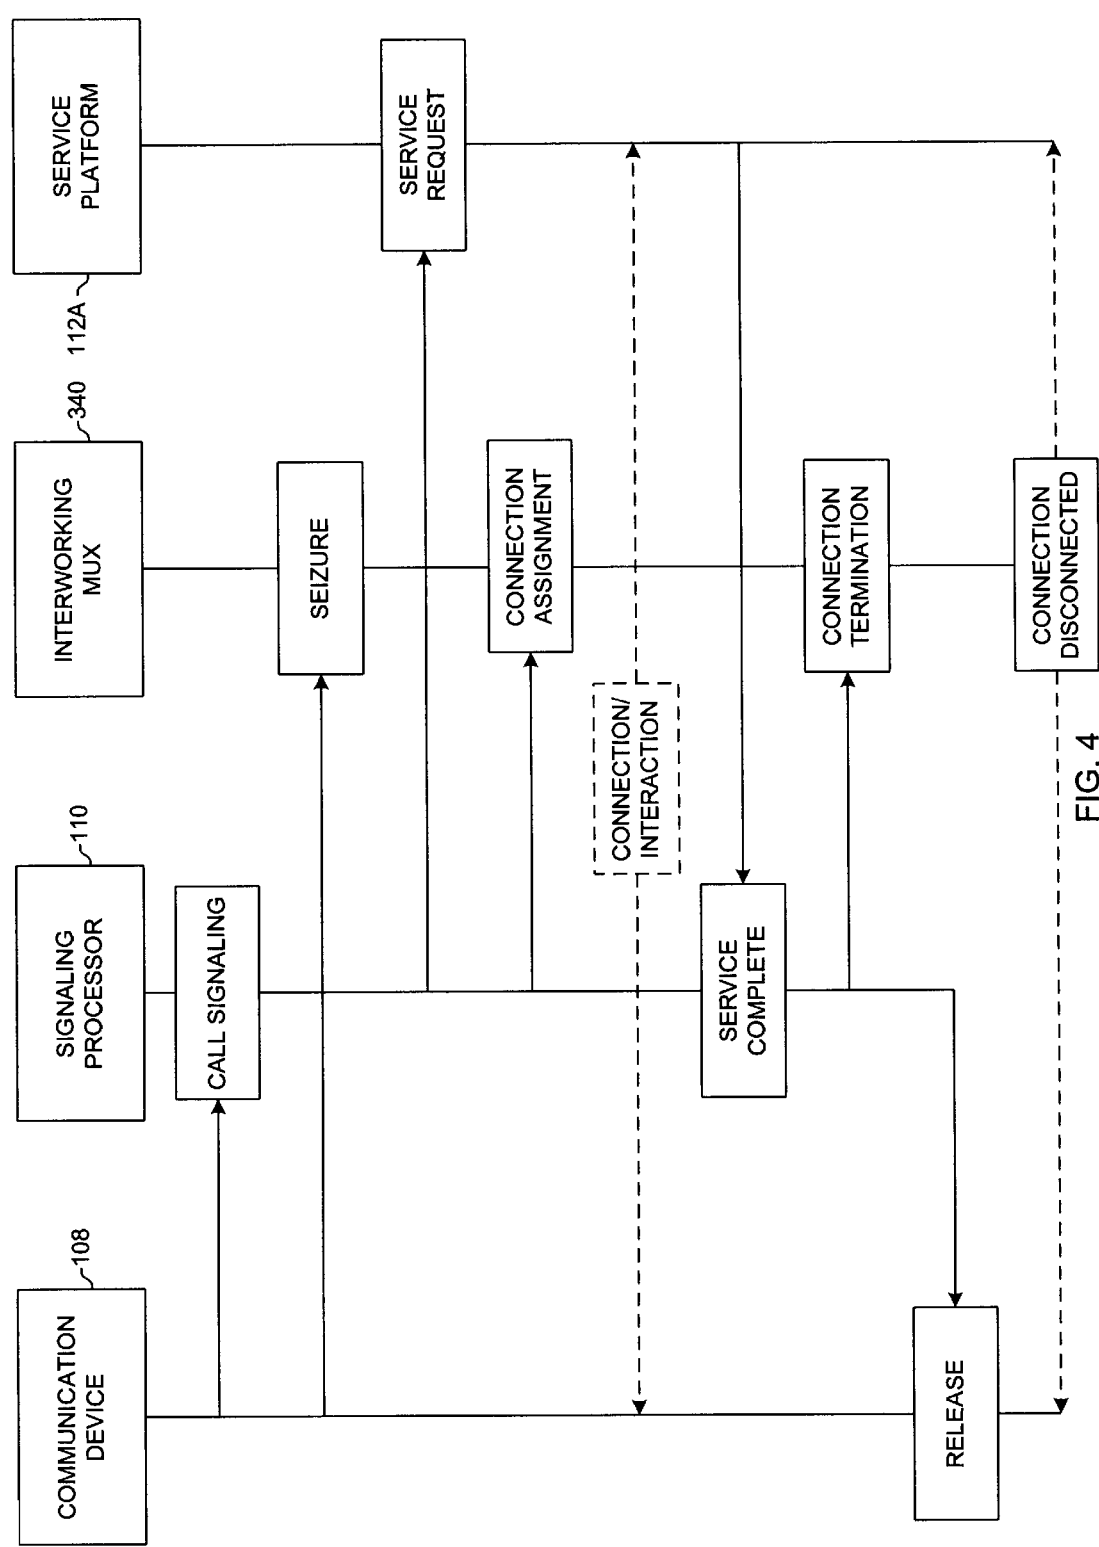 COMMUNICATION
DEVICE
108
SIGNALING
PROCESSOR
110
INTERWORKING
MUX
340
SERVICE
PLATFORM
112A
CALL SIGNALING
SEIZURE
SERVICE
REQUEST
CONNECTION
ASSIGNMENT
CONNECTION/
INTERACTION
SERVICE
COMPLETE
CONNECTION
TERMINATION
RELEASE
CONNECTION
DISCONNECTED
FIG. 4